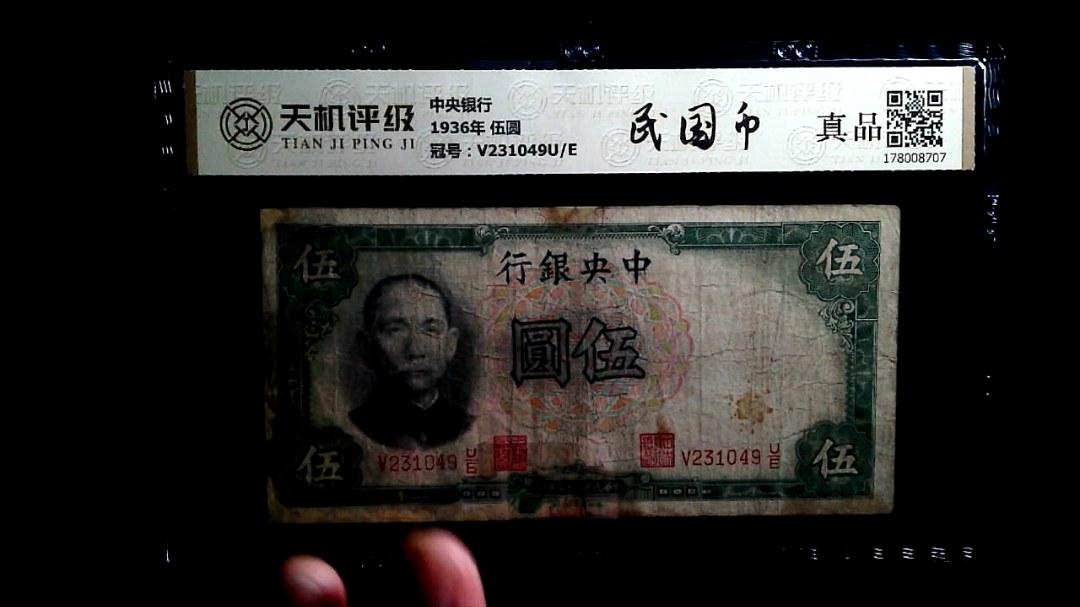 天机评级
TIAN JI PING JI
中央银行
1936年 伍圆
冠号：V231049U/E
民国币
真品
178008707
伍
行銀央中
伍
圓伍
伍
V231049 U/E
V231049 U/E
伍